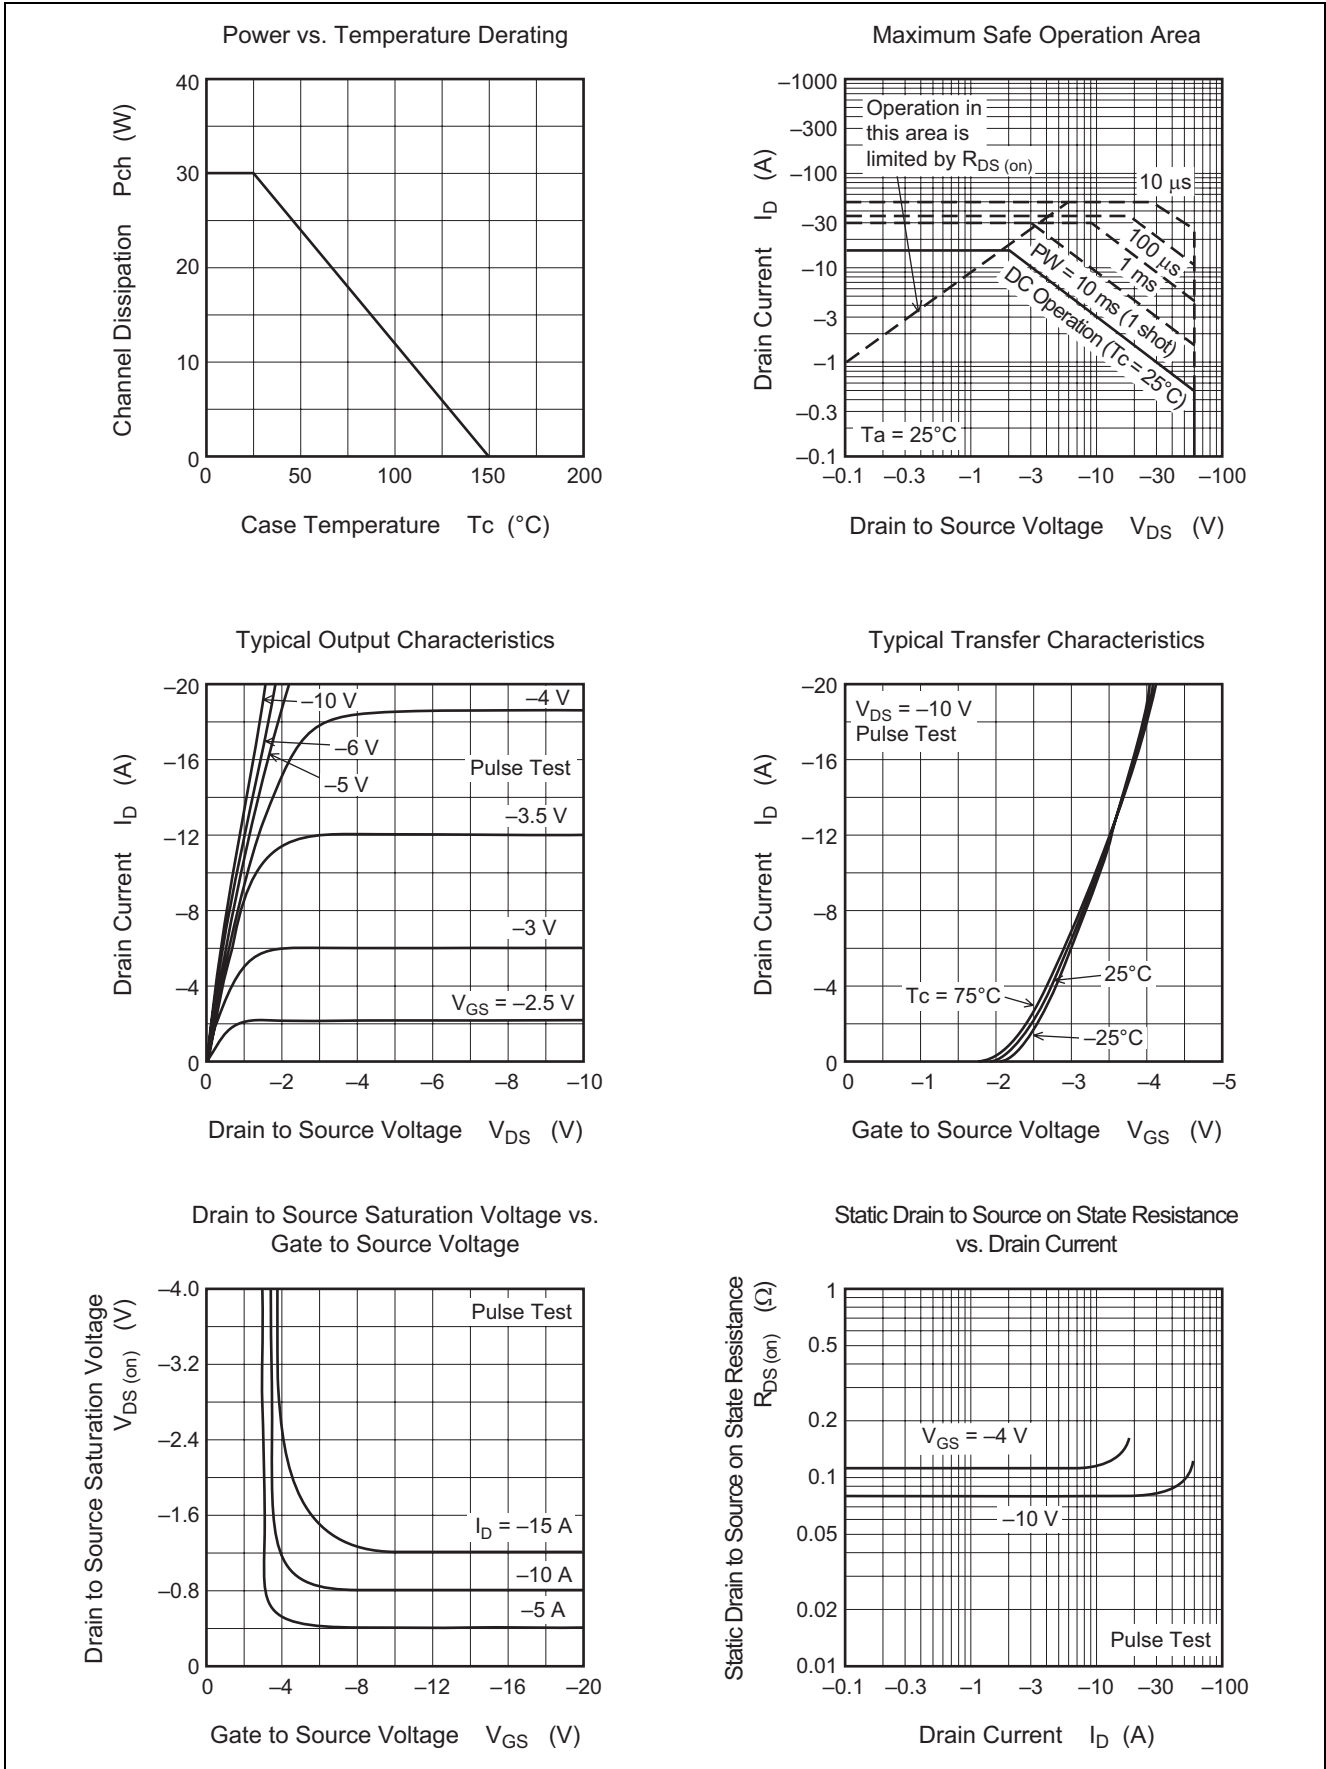 Power vs. Temperature Derating
40
30
20
10
0
0 50 100 150 200
Channel Dissipation Pch (W)
Case Temperature Tc (°C)
Maximum Safe Operation Area
–1000
–300
–100
–30
–10
–3
–1
–0.3
–0.1
–0.1 –0.3 –1 –3 –10 –30 –100
Drain Current ID (A)
Operation in
this area is
limited by RDS (on)
10 µs
100 µs
1 ms
PW = 10 ms (1 shot)
DC Operation (Tc = 25°C)
Ta = 25°C
Drain to Source Voltage VDS (V)
Typical Output Characteristics
–20
–16
–12
–8
–4
0
0 –2 –4 –6 –8 –10
Drain Current ID (A)
–10 V
–6 V
–5 V
–4 V
Pulse Test
–3.5 V
–3 V
VGS = –2.5 V
Drain to Source Voltage VDS (V)
Typical Transfer Characteristics
–20
–16
–12
–8
–4
0
0 –1 –2 –3 –4 –5
Drain Current ID (A)
VDS = –10 V
Pulse Test
Tc = 75°C
25°C
–25°C
Gate to Source Voltage VGS (V)
Drain to Source Saturation Voltage vs.
Gate to Source Voltage
–4.0
–3.2
–2.4
–1.6
–0.8
0
0 –4 –8 –12 –16 –20
Drain to Source Saturation Voltage
VDS (on) (V)
Pulse Test
ID = –15 A
–10 A
–5 A
Gate to Source Voltage VGS (V)
Static Drain to Source on State Resistance
vs. Drain Current
1
0.5
0.2
0.1
0.05
0.02
0.01
–0.1 –0.3 –1 –3 –10 –30 –100
Static Drain to Source on State Resistance
RDS (on) (Ω)
VGS = –4 V
–10 V
Pulse Test
Drain Current ID (A)